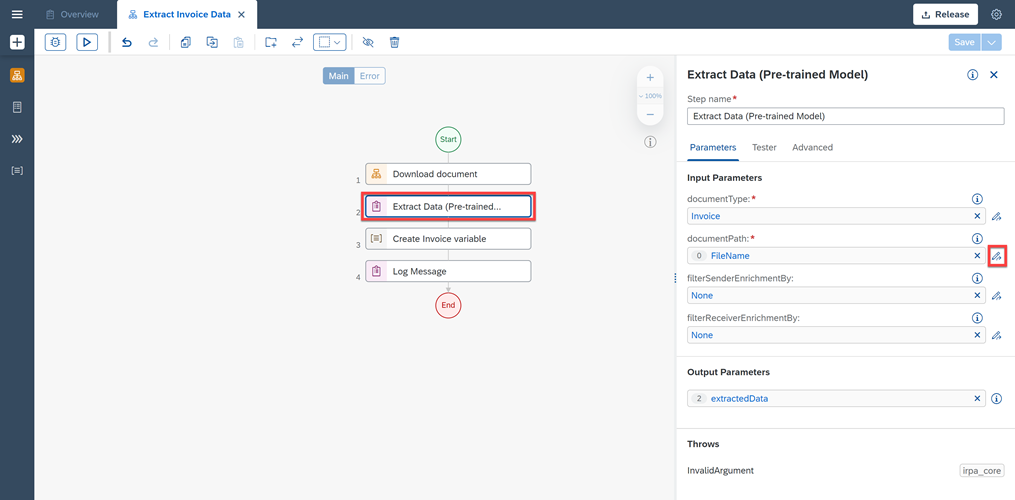 Overview
Extract Invoice Data
Release
Save
Main
Error
100%
Start
1
Download document
2
Extract Data (Pre-trained...
3
Create Invoice variable
4
Log Message
End
Extract Data (Pre-trained Model)
Step name*
Extract Data (Pre-trained Model)
Parameters
Tester
Advanced
Input Parameters
documentType:*
Invoice
documentPath:*
0 FileName
filterSenderEnrichmentBy:
None
filterReceiverEnrichmentBy:
None
Output Parameters
2 extractedData
Throws
InvalidArgument
irpa_core